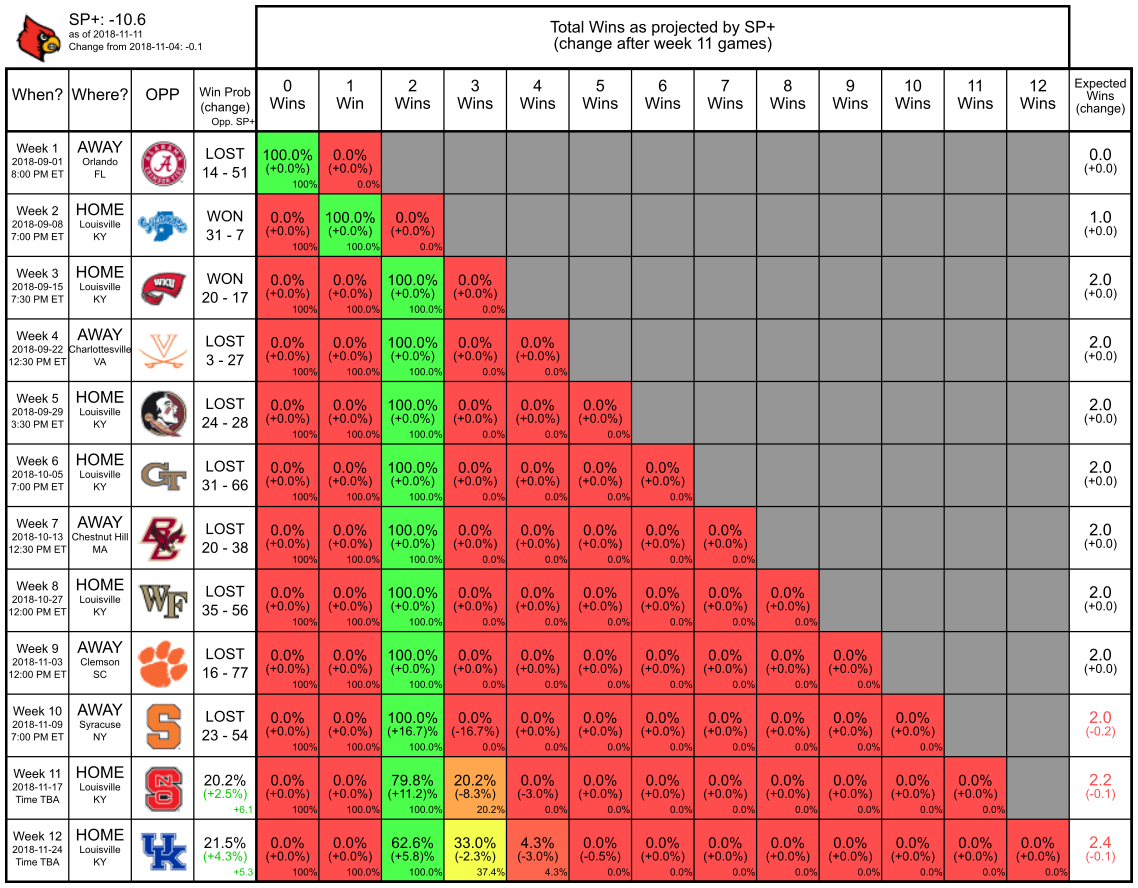 SP+: -10.6
as of 2018-11-11
Change from 2018-11-04: -0.1
Total Wins as projected by SP+
(change after week 11 games)
When? Where? OPP Win Prob (change) Opp. SP+ 0 Wins 1 Win 2 Wins 3 Wins 4 Wins 5 Wins 6 Wins 7 Wins 8 Wins 9 Wins 10 Wins 11 Wins 12 Wins Expected Wins (change)
Week 1 AWAY ALABAMA LOST 100.0% 0.0% 0.0
2018-09-01 Orlando A 14 - 51 (+0.0%) (+0.0%) (+0.0)
8:00 PM ET FL 100% 0.0%
Week 2 HOME WON 0.0% 100.0% 0.0% 1.0
2018-09-08 Louisville Sycamores 31 - 7 (+0.0%) (+0.0%) (+0.0%) (+0.0)
7:00 PM ET KY 100% 100.0% 0.0%
Week 3 HOME WON 0.0% 0.0% 100.0% 0.0% 2.0
2018-09-15 Louisville WKU 20 - 17 (+0.0%) (+0.0%) (+0.0%) (+0.0%) (+0.0)
7:30 PM ET KY 100% 100.0% 100.0% 0.0%
Week 4 AWAY LOST 0.0% 0.0% 100.0% 0.0% 0.0% 2.0
2018-09-22 Charlottesville V 3 - 27 (+0.0%) (+0.0%) (+0.0%) (+0.0%) (+0.0%) (+0.0)
12:30 PM ET VA 100% 100.0% 100.0% 0.0% 0.0%
Week 5 HOME LOST 0.0% 0.0% 100.0% 0.0% 0.0% 0.0% 2.0
2018-09-29 Louisville 24 - 28 (+0.0%) (+0.0%) (+0.0%) (+0.0%) (+0.0%) (+0.0%) (+0.0)
3:30 PM ET KY 100% 100.0% 100.0% 0.0% 0.0% 0.0%
Week 6 HOME LOST 0.0% 0.0% 100.0% 0.0% 0.0% 0.0% 0.0% 2.0
2018-10-05 Louisville GT 31 - 66 (+0.0%) (+0.0%) (+0.0%) (+0.0%) (+0.0%) (+0.0%) (+0.0%) (+0.0)
7:00 PM ET KY 100% 100.0% 100.0% 0.0% 0.0% 0.0% 0.0%
Week 7 AWAY LOST 0.0% 0.0% 100.0% 0.0% 0.0% 0.0% 0.0% 0.0% 2.0
2018-10-13 Chestnut Hill BC 20 - 38 (+0.0%) (+0.0%) (+0.0%) (+0.0%) (+0.0%) (+0.0%) (+0.0%) (+0.0%) (+0.0)
12:30 PM ET MA 100% 100.0% 100.0% 0.0% 0.0% 0.0% 0.0% 0.0%
Week 8 HOME LOST 0.0% 0.0% 100.0% 0.0% 0.0% 0.0% 0.0% 0.0% 0.0% 2.0
2018-10-27 Louisville WF 35 - 56 (+0.0%) (+0.0%) (+0.0%) (+0.0%) (+0.0%) (+0.0%) (+0.0%) (+0.0%) (+0.0%) (+0.0)
12:00 PM ET KY 100% 100.0% 100.0% 0.0% 0.0% 0.0% 0.0% 0.0% 0.0%
Week 9 AWAY LOST 0.0% 0.0% 100.0% 0.0% 0.0% 0.0% 0.0% 0.0% 0.0% 0.0% 2.0
2018-11-03 Clemson 16 - 77 (+0.0%) (+0.0%) (+0.0%) (+0.0%) (+0.0%) (+0.0%) (+0.0%) (+0.0%) (+0.0%) (+0.0%) (+0.0)
12:00 PM ET SC 100% 100.0% 100.0% 0.0% 0.0% 0.0% 0.0% 0.0% 0.0% 0.0%
Week 10 AWAY LOST 0.0% 0.0% 100.0% 0.0% 0.0% 0.0% 0.0% 0.0% 0.0% 0.0% 0.0% 2.0
2018-11-09 Syracuse S 23 - 54 (+0.0%) (+0.0%) (+16.7)% (-16.7)% (+0.0%) (+0.0%) (+0.0%) (+0.0%) (+0.0%) (+0.0%) (+0.0%) (-0.2)
7:00 PM ET NY 100% 100.0% 100.0% 0.0% 0.0% 0.0% 0.0% 0.0% 0.0% 0.0% 0.0%
Week 11 HOME 20.2% 0.0% 0.0% 79.8% 20.2% 0.0% 0.0% 0.0% 0.0% 0.0% 0.0% 0.0% 0.0% 2.2
2018-11-17 Louisville NSC (+2.5%) (+0.0%) (+0.0%) (+11.2)% (-8.3%) (-3.0%) (+0.0%) (+0.0%) (+0.0%) (+0.0%) (+0.0%) (+0.0%) (+0.0%) (-0.1)
Time TBA KY +6.1 100% 100.0% 100.0% 20.2% 0.0% 0.0% 0.0% 0.0% 0.0% 0.0% 0.0% 0.0%
Week 12 HOME 21.5% 0.0% 0.0% 62.6% 33.0% 4.3% 0.0% 0.0% 0.0% 0.0% 0.0% 0.0% 0.0% 0.0% 2.4
2018-11-24 Louisville UK (+4.3%) (+0.0%) (+0.0%) (+5.8)% (-2.3%) (-3.0%) (-0.5%) (+0.0%) (+0.0%) (+0.0%) (+0.0%) (+0.0%) (+0.0%) (+0.0%) (-0.1)
Time TBA KY +5.3 100% 100.0% 100.0% 37.4% 4.3% 0.0% 0.0% 0.0% 0.0% 0.0% 0.0% 0.0% 0.0%